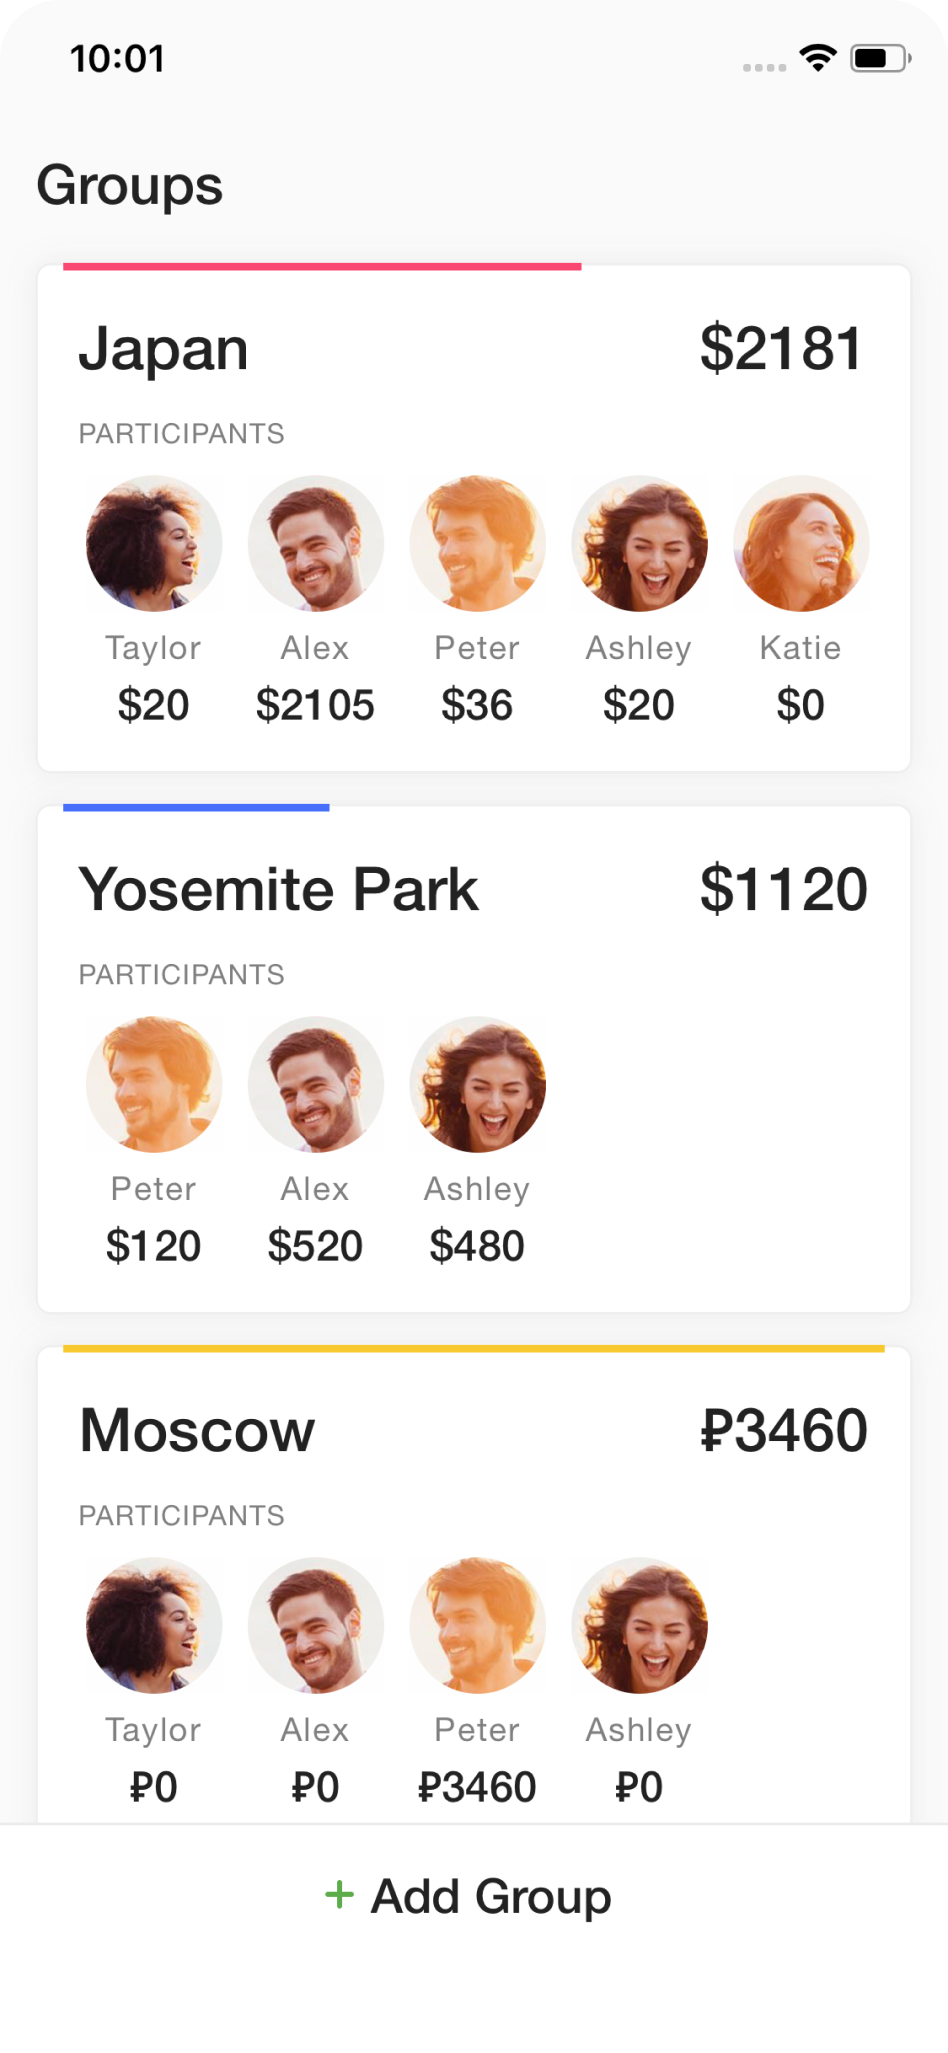 10:01
Groups
Japan $2181
PARTICIPANTS
Taylor Alex Peter Ashley Katie
$20 $2105 $36 $20 $0
Yosemite Park $1120
PARTICIPANTS
Peter Alex Ashley
$120 $520 $480
Moscow ₽3460
PARTICIPANTS
Taylor Alex Peter Ashley
₽0 ₽0 ₽3460 ₽0
+ Add Group